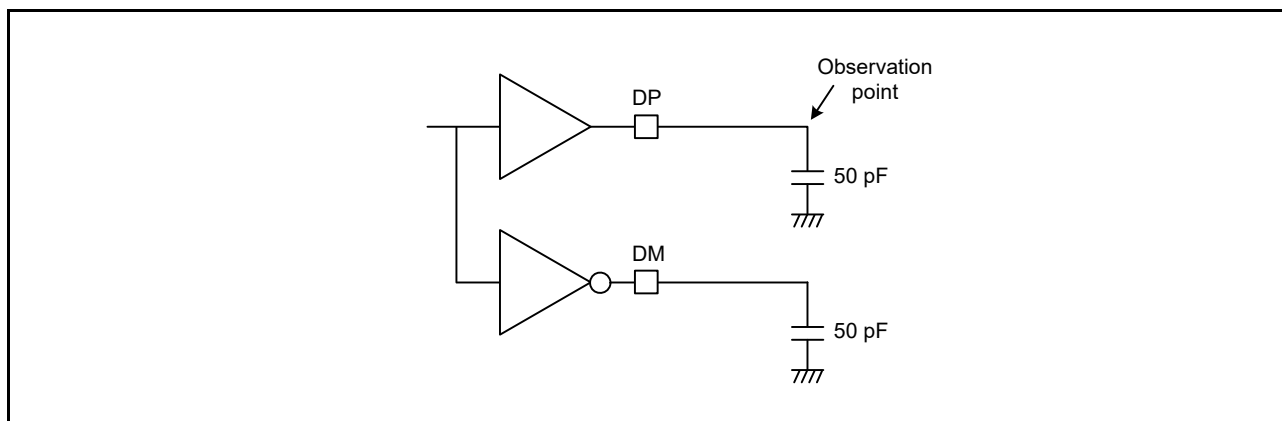 Observation
point
DP
50 pF
DM
50 pF